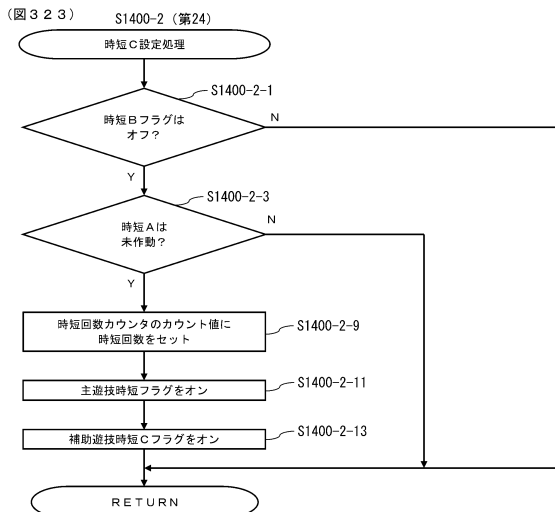 (図323)
S1400-2 (第24)
時短C設定処理
S1400-2-1
時短Bフラグは
オフ?
N
Y
S1400-2-3
時短Aは
未作動?
N
Y
時短回数カウンタのカウント値に
時短回数をセット
S1400-2-9
主遊技時短フラグをオン
S1400-2-11
補助遊技時短Cフラグをオン
S1400-2-13
RETURN